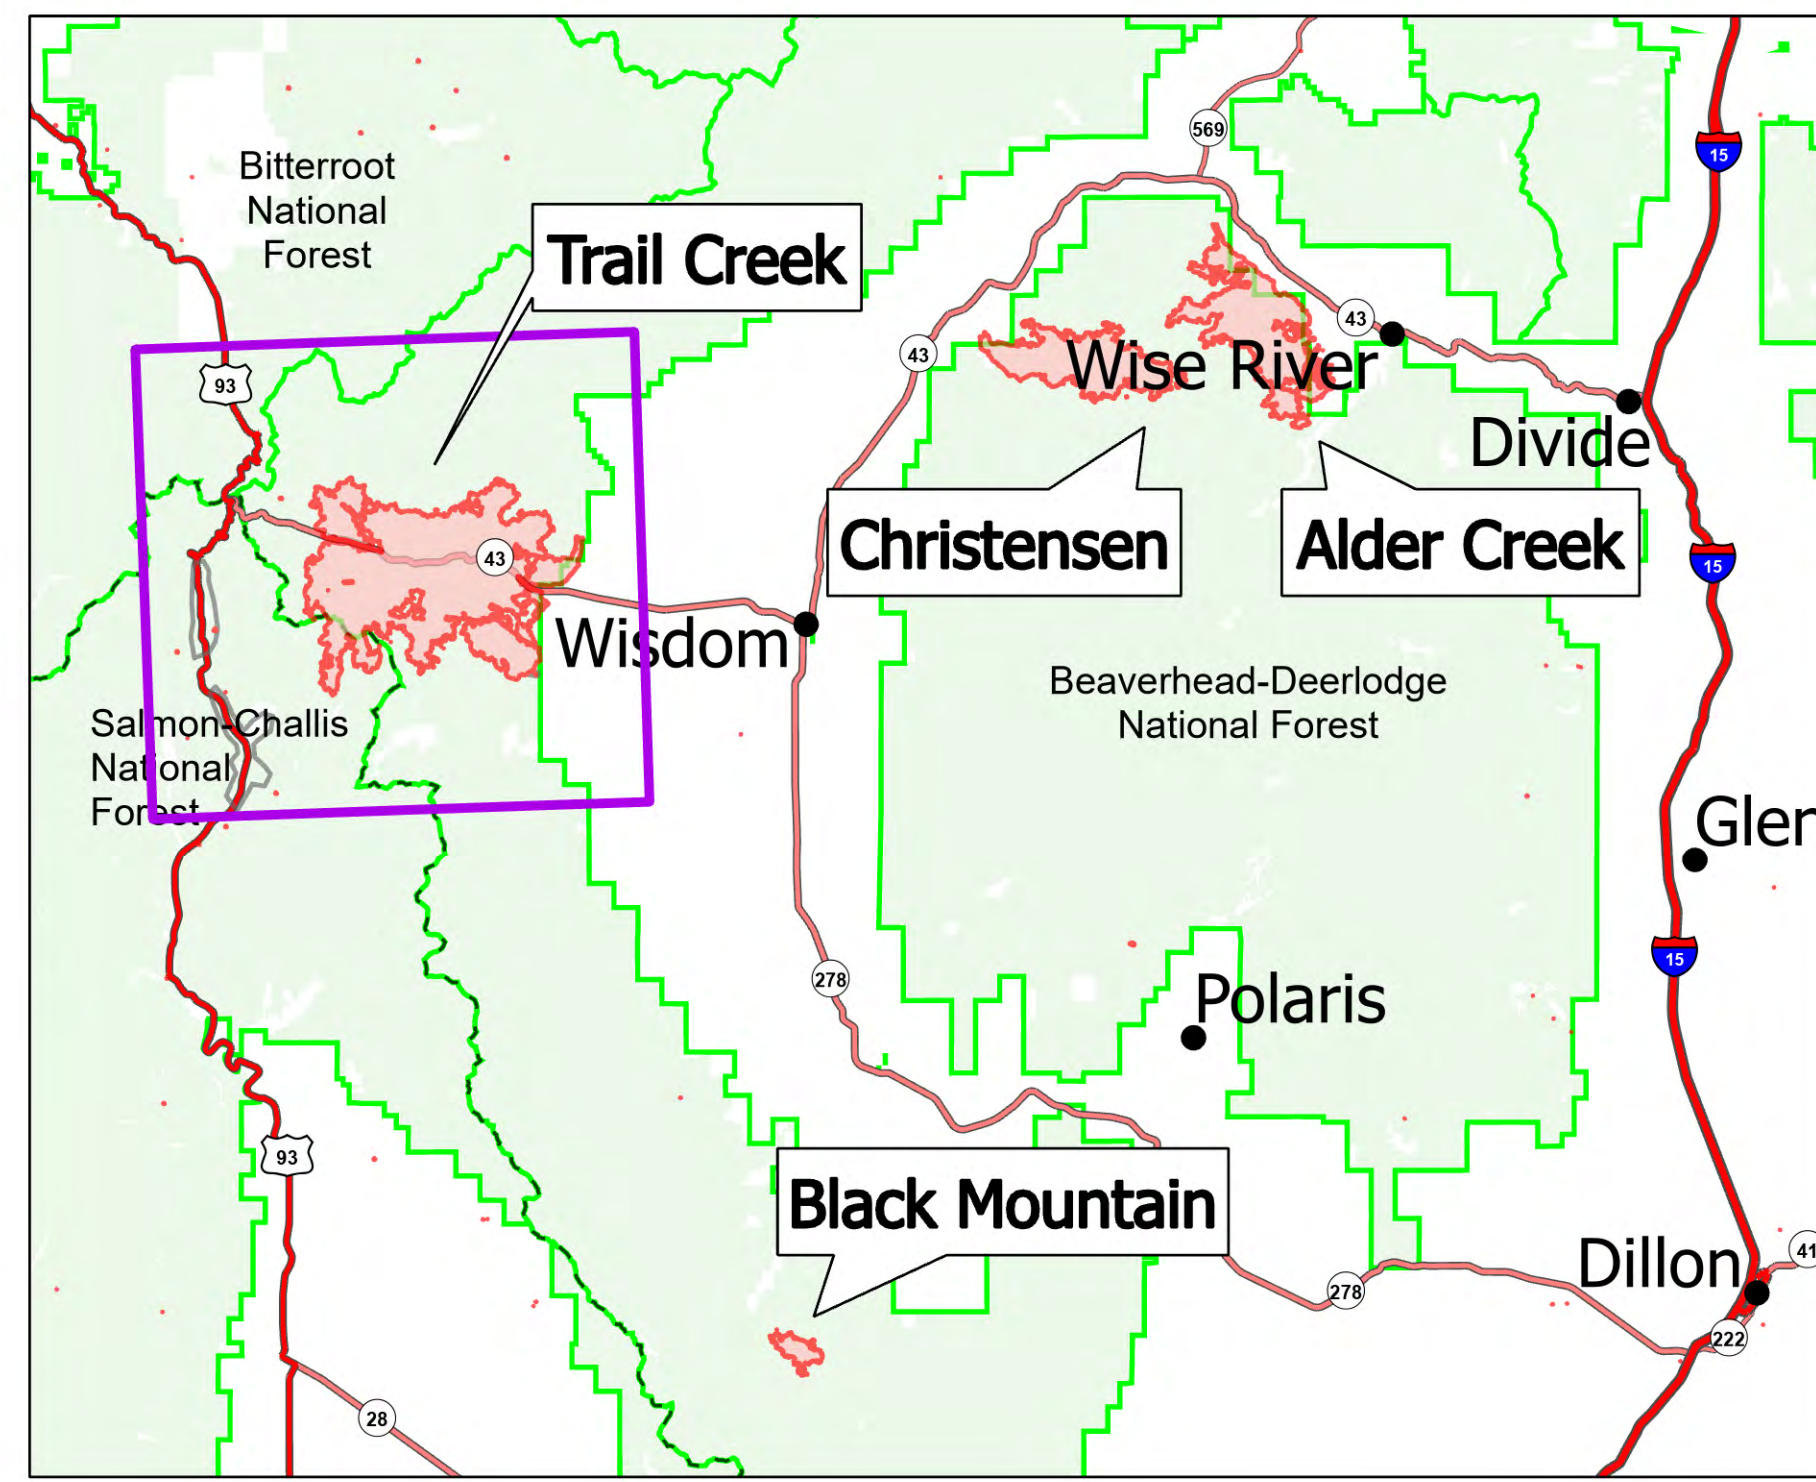 569
15
Bitterroot
National
Forest
Trail Creek
43
43
93
Wise River
Divide
Christensen
Alder Creek
43
15
Wisdom
Beaverhead-Deerlodge
National Forest
Salmon-Challis
National
Forest
Glen
15
278
Polaris
93
Black Mountain
Dillon
41
278
222
28